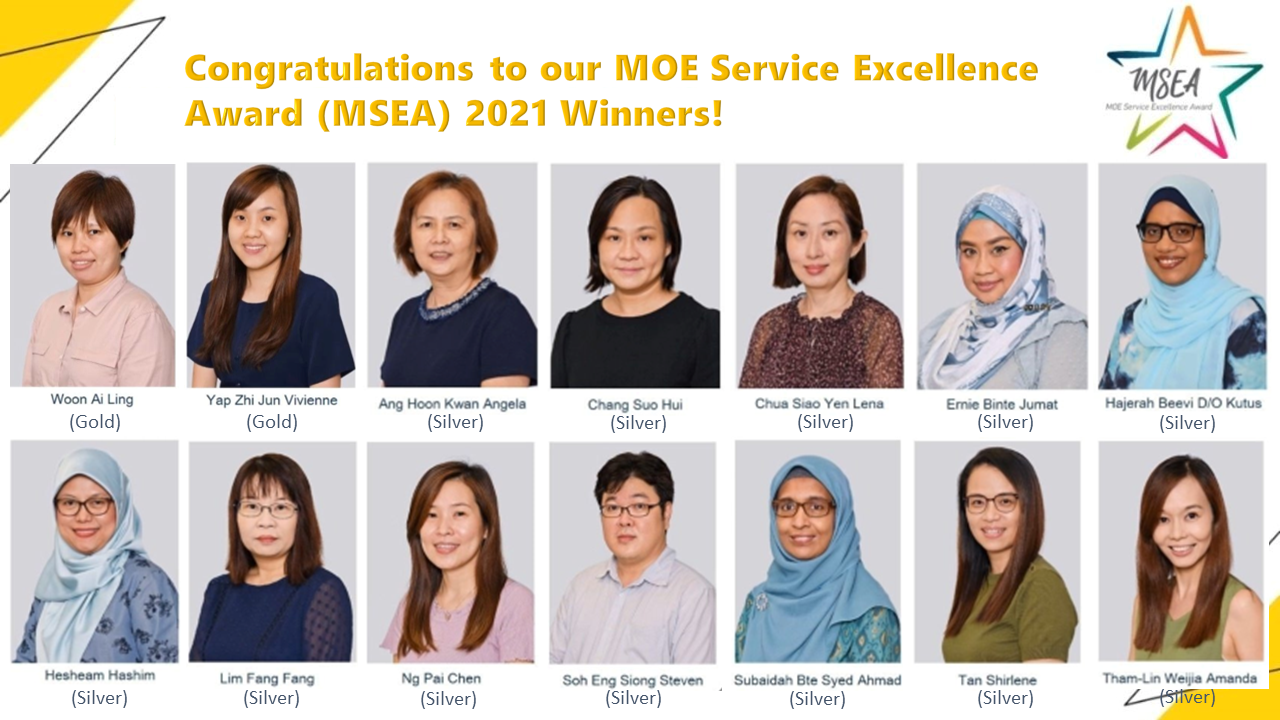 Congratulations to our MOE Service Excellence
Award (MSEA) 2021 Winners!
MSEA
MOE Service Excellence Award
Woon Ai Ling
(Gold)
Yap Zhi Jun Vivienne
(Gold)
Ang Hoon Kwan Angela
(Silver)
Chang Suo Hui
(Silver)
Chua Siao Yen Lena
(Silver)
Ernie Binte Jumat
(Silver)
Hajerah Beevi D/O Kutus
(Silver)
Hesheam Hashim
(Silver)
Lim Fang Fang
(Silver)
Ng Pai Chen
(Silver)
Soh Eng Siong Steven
(Silver)
Subaidah Bte Syed Ahmad
(Silver)
Tan Shirlene
(Silver)
Tham-Lin Weijia Amanda
(Silver)